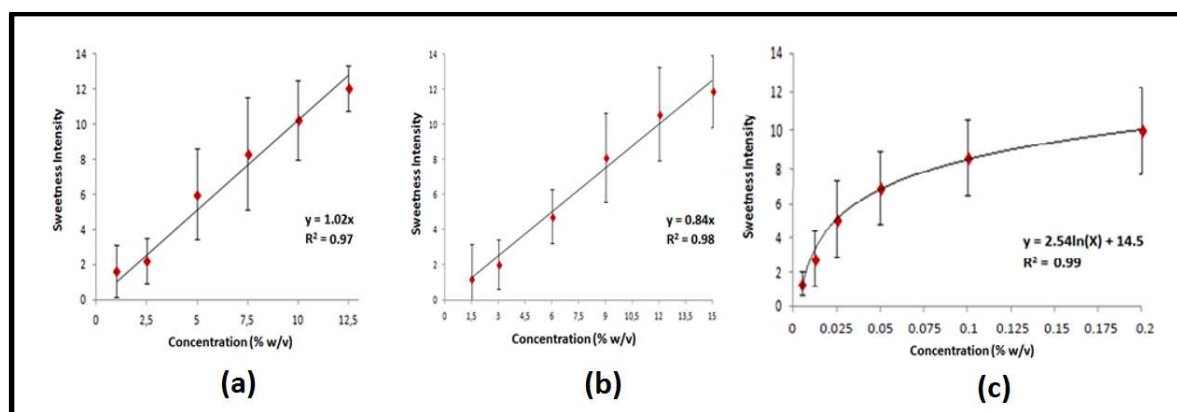 14
12
10
8
6
4
2
0
Sweetness Intensity
y = 1.02x
R² = 0.97
0 2,5 5 7,5 10 12,5
Concentration (% w/v)
(a)
14
12
10
8
6
4
2
0
Sweetness Intensity
y = 0.84x
R² = 0.98
0 1,5 3 4,5 6 7,5 9 10,5 12 13,5 15
Concentration (% w/v)
(b)
14
12
10
8
6
4
2
0
Sweetness Intensity
y = 2.54ln(X) + 14.5
R² = 0.99
0 0.025 0.05 0.075 0.1 0.125 0.15 0.175 0.2
Concentration (% w/v)
(c)